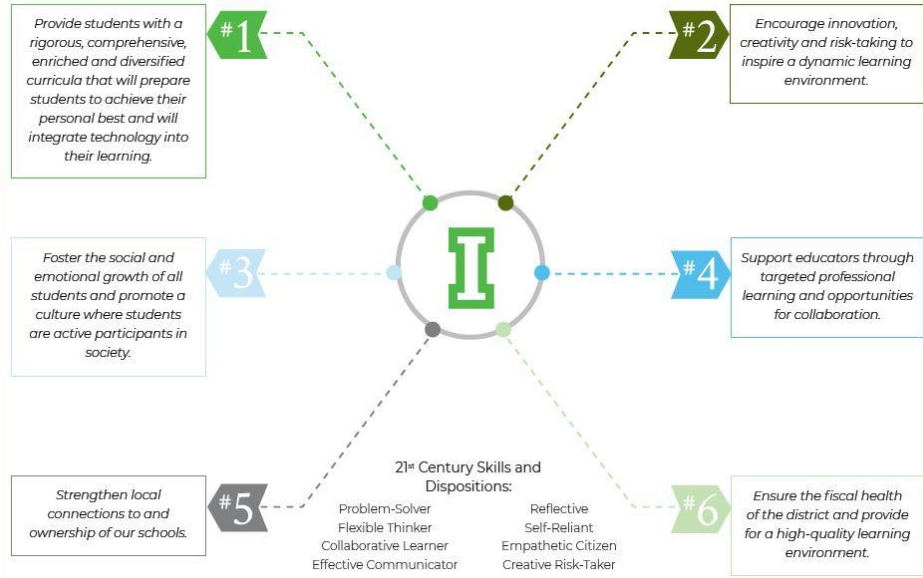 #1
Provide students with a
rigorous, comprehensive,
enriched and diversified
curricula that will prepare
students to achieve their
personal best and will
integrate technology into
their learning.
#2
Encourage innovation,
creativity and risk-taking to
inspire a dynamic learning
environment.
I
#3
Foster the social and
emotional growth of all
students and promote a
culture where students
are active participants in
society.
#4
Support educators through
targeted professional
learning and opportunities
for collaboration.
#5
Strengthen local
connections to and
ownership of our schools.
21st Century Skills and
Dispositions:
Problem-Solver
Flexible Thinker
Collaborative Learner
Effective Communicator
Reflective
Self-Reliant
Empathetic Citizen
Creative Risk-Taker
#6
Ensure the fiscal health
of the district and provide
for a high-quality learning
environment.